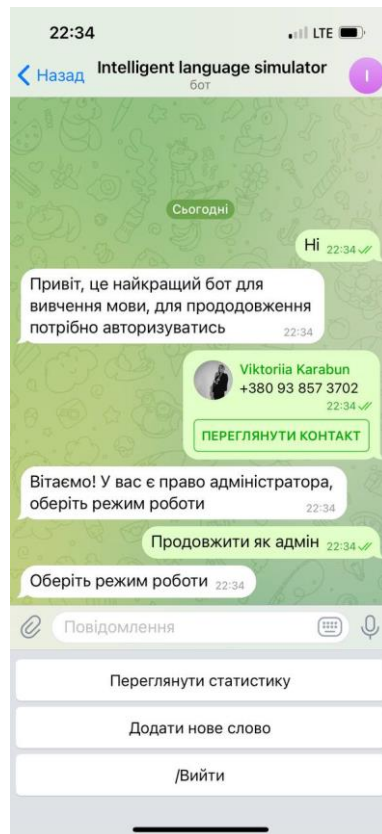 22:34
LTE
Назад
Intelligent language simulator
бот
I
Сьогодні
Hi 22:34
Привіт, це найкращий бот для
вивчення мови, для прододовження
потрібно авторизуватись 22:34
Viktoriia Karabun
+380 93 857 3702
22:34
ПЕРЕГЛЯНУТИ КОНТАКТ
Вітаємо! У вас є право адміністратора,
оберіть режим роботи 22:34
Продовжити як адмін 22:34
Оберіть режим роботи 22:34
Повідомлення
Переглянути статистику
Додати нове слово
/Вийти